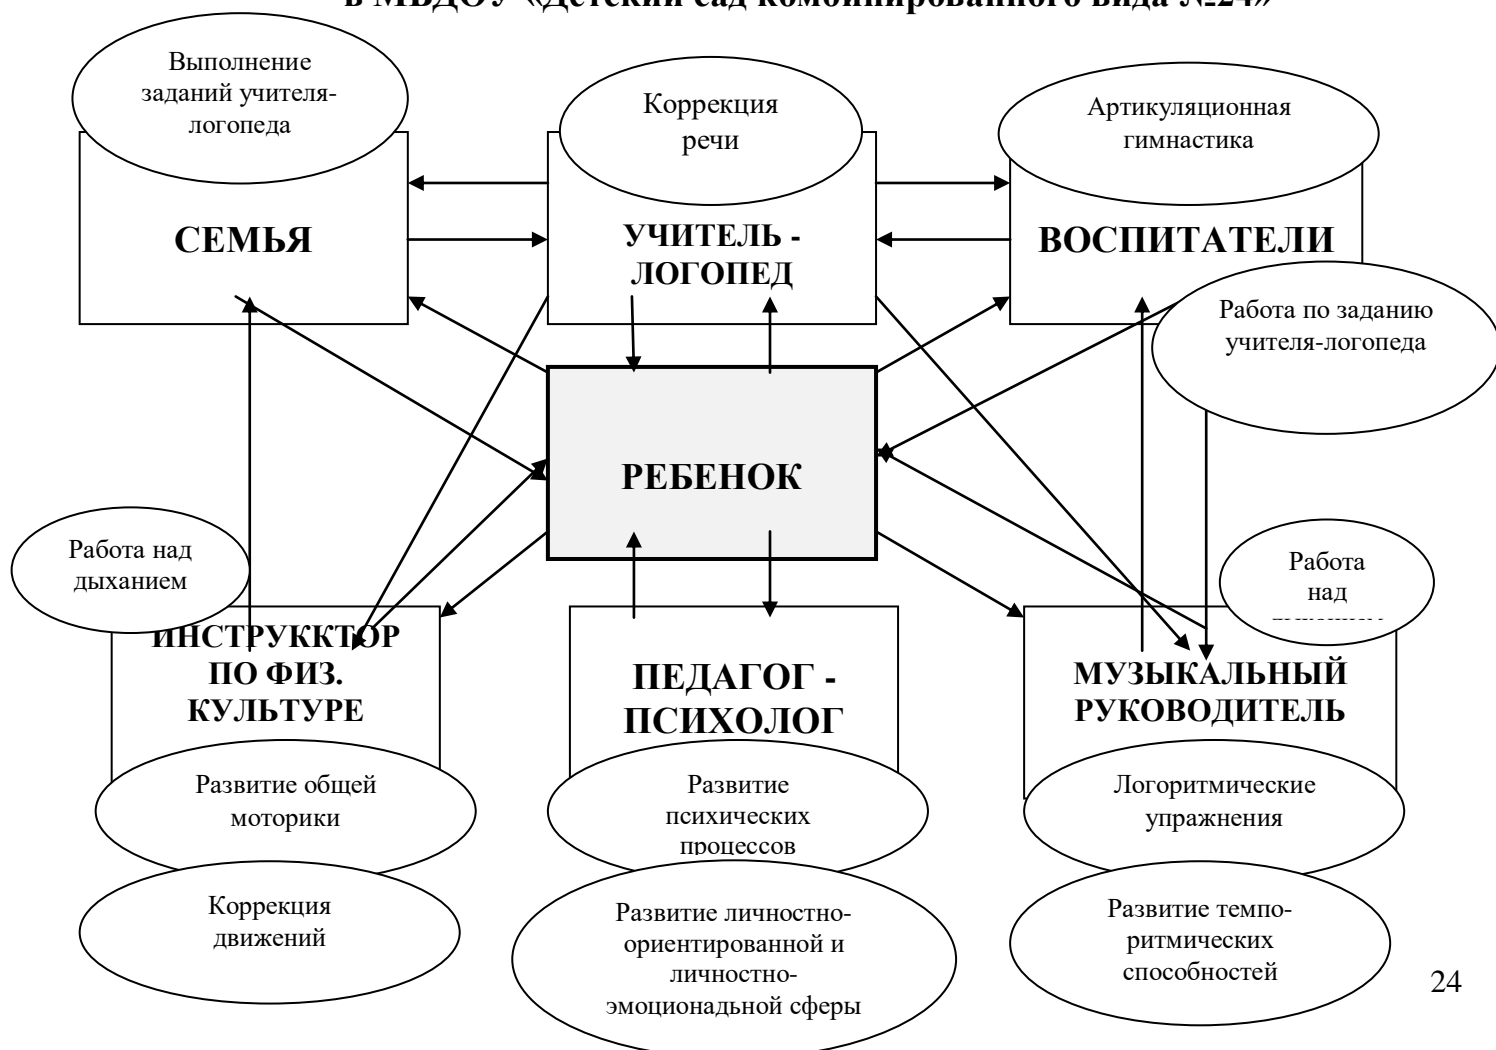 в МБДОУ «Детский сад комбинированного вида №24»
Выполнение
заданий учителя-
логопеда
Коррекция
речи
Артикуляционная
гимнастика
СЕМЬЯ
УЧИТЕЛЬ -
ЛОГОПЕД
ВОСПИТАТЕЛИ
Работа по заданию
учителя-логопеда
РЕБЕНОК
Работа над
дыханием
Работа
над
ИНСТРУККТОР
ПО ФИЗ.
КУЛЬТУРЕ
ПЕДАГОГ -
ПСИХОЛОГ
МУЗЫКАЛЬНЫЙ
РУКОВОДИТЕЛЬ
Развитие общей
моторики
Развитие
психических
процессов
Логоритмические
упражнения
Коррекция
движений
Развитие личностно-
ориентированной и
личностно-
эмоционадьной сферы
Развитие темпо-
ритмических
способностей
24